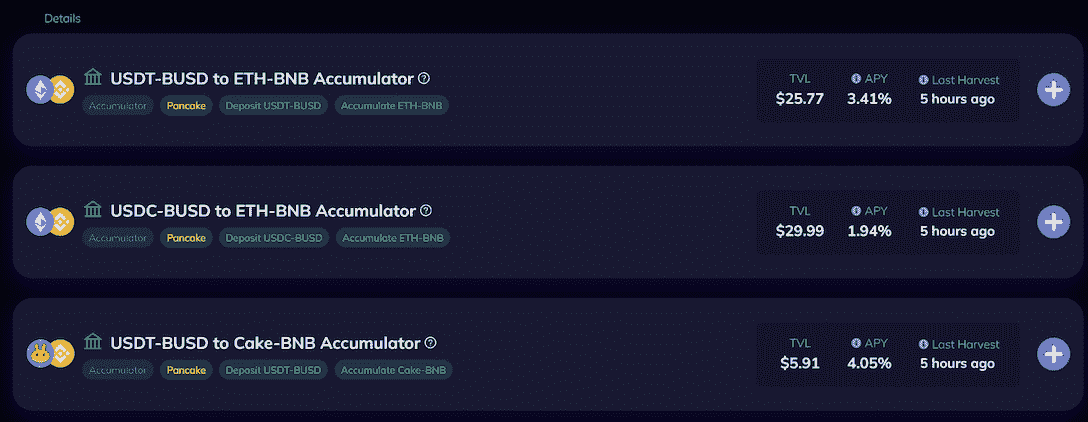 Details
USDT-BUSD to ETH-BNB Accumulator ?
Accumulator Pancake Deposit USDT-BUSD Accumulate ETH-BNB
TVL APY Last Harvest
$25.77 3.41% 5 hours ago
USDC-BUSD to ETH-BNB Accumulator ?
Accumulator Pancake Deposit USDC-BUSD Accumulate ETH-BNB
TVL APY Last Harvest
$29.99 1.94% 5 hours ago
USDT-BUSD to Cake-BNB Accumulator ?
Accumulator Pancake Deposit USDT-BUSD Accumulate Cake-BNB
TVL APY Last Harvest
$5.91 4.05% 5 hours ago